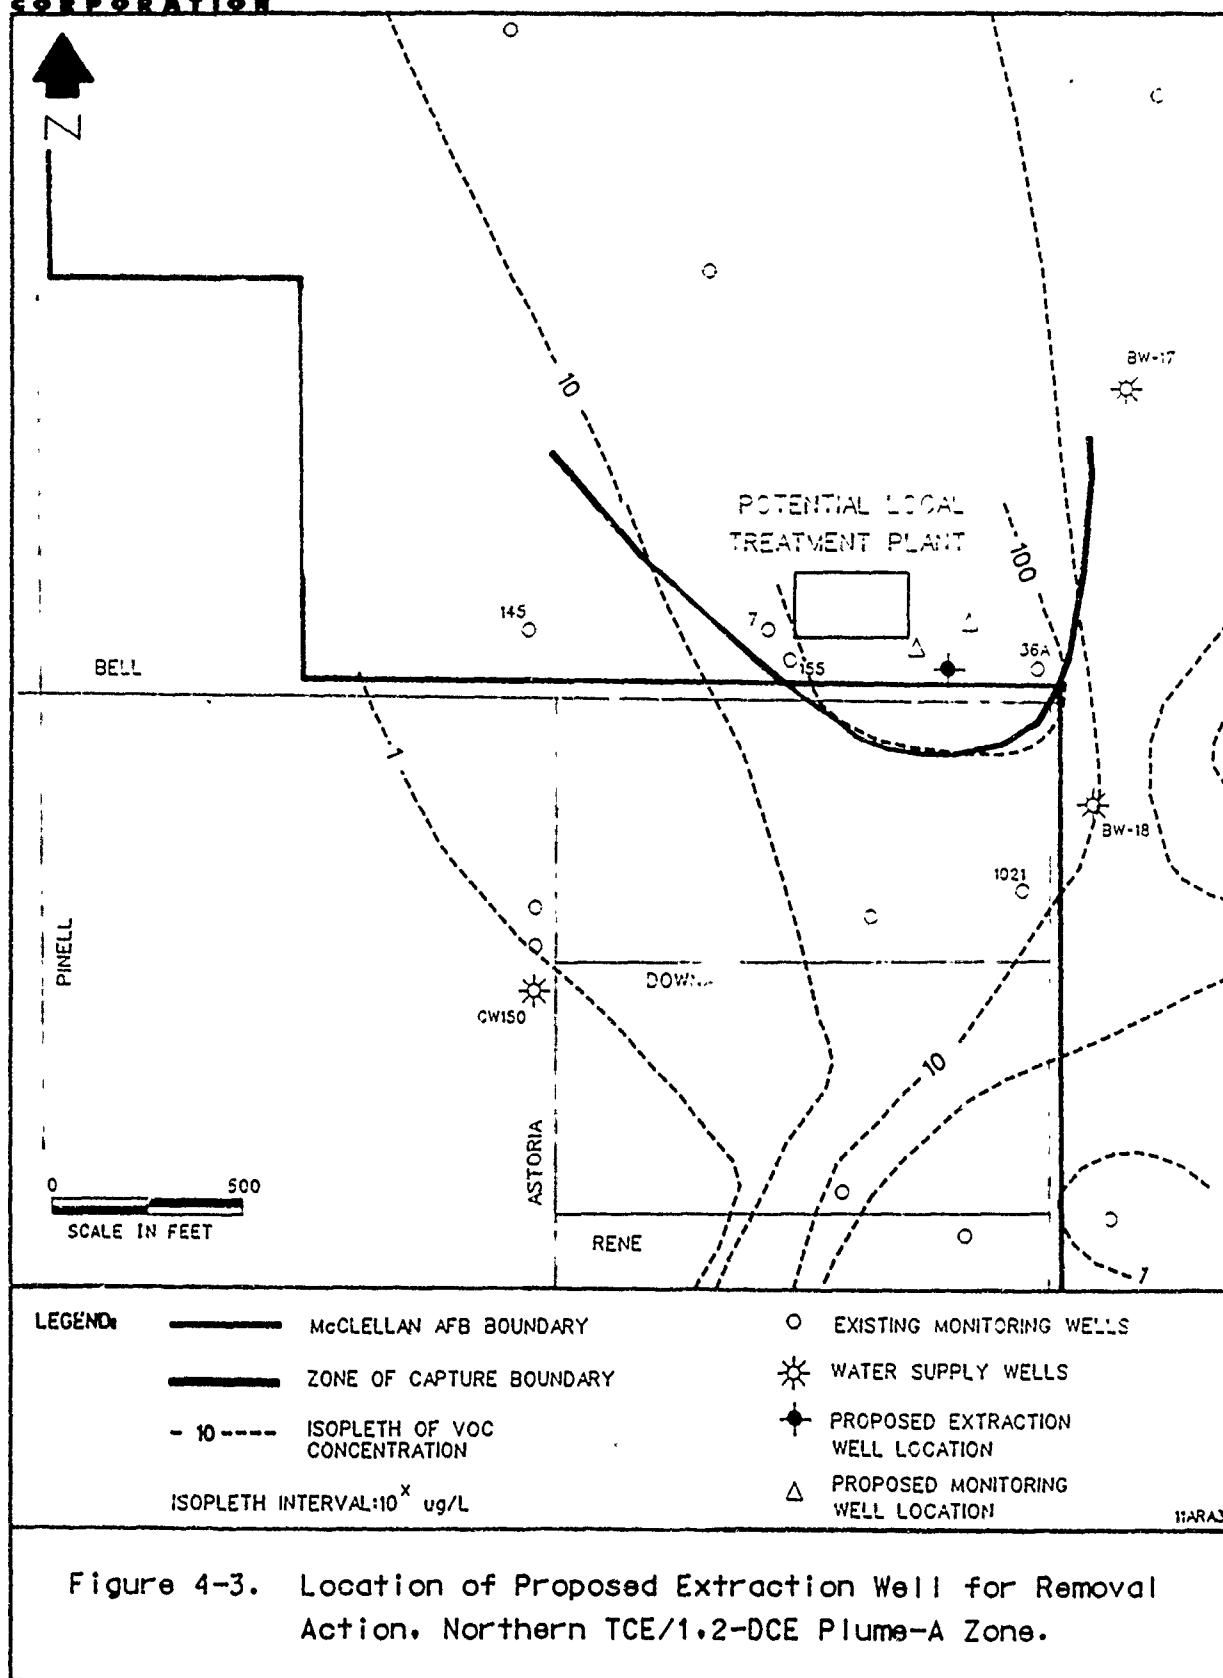 CORPORATION
Z
BW-17
10
POTENTIAL LOCAL
TREATMENT PLANT
100
145
7
155
36A
BELL
1
BW-18
1021
PINELL
CW150
10
ASTORIA
0 500
SCALE IN FEET
RENE
1
LEGEND:
McCLELLAN AFB BOUNDARY
ZONE OF CAPTURE BOUNDARY
- 10 ---- ISOPLETH OF VOC
CONCENTRATION
ISOPLETH INTERVAL:10^X ug/L
EXISTING MONITORING WELLS
WATER SUPPLY WELLS
PROPOSED EXTRACTION
WELL LOCATION
PROPOSED MONITORING
WELL LOCATION
Figure 4-3. Location of Proposed Extraction Well for Removal
Action, Northern TCE/1,2-DCE Plume-A Zone.